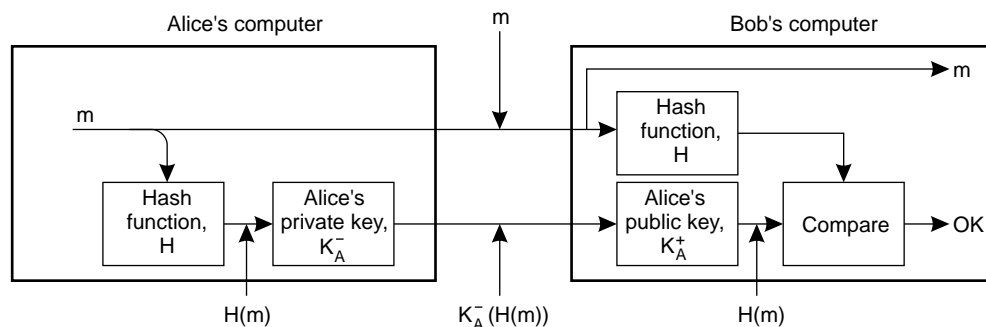 Alice's computer
m
Bob's computer
m
m
Hash
function,
H
Hash
function,
H
Alice's
private key,
K_A^-
Alice's
public key,
K_A^+
Compare
OK
H(m)
K_A^- (H(m))
H(m)